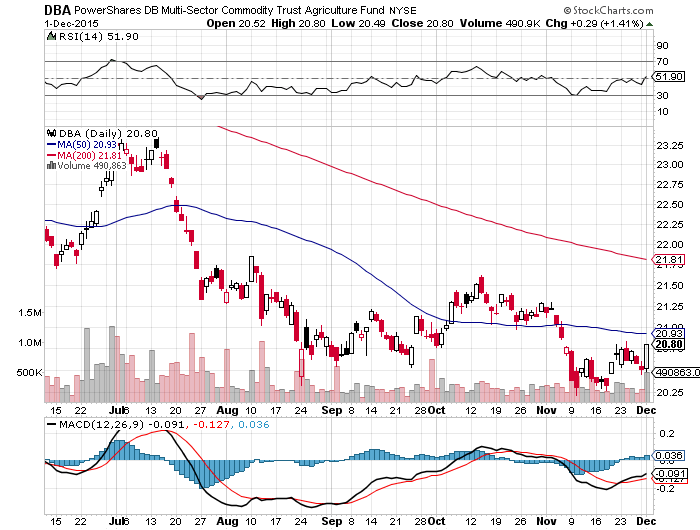 DBA PowerShares DB Multi-Sector Commodity Trust Agriculture Fund NYSE © StockCharts.com
1-Dec-2015 Open 20.52 High 20.80 Low 20.49 Close 20.80 Volume 490.9K Chg +0.29 (+1.41%)
RSI(14) 51.90
90
70
51.90
30
10
DBA (Daily) 20.80
MA(50) 20.93
MA(200) 21.81
Volume 490,863
23.25
23.00
22.75
22.50
22.25
22.00
21.81
21.75
21.50
21.25
21.00
20.93
20.80
20.50
20.25
1.5M
1.0M
500K
490863.0
15 22 Jul 6 13 20 27 Aug 10 17 24 Sep 8 14 21 28 Oct 12 19 26 Nov 9 16 23 Dec
MACD(12,26,9) -0.091, -0.127, 0.036
0.2
0.036
-0.091
-0.127
-0.2
-0.4
15 22 Jul 6 13 20 27 Aug 10 17 24 Sep 8 14 21 28 Oct 12 19 26 Nov 9 16 23 Dec